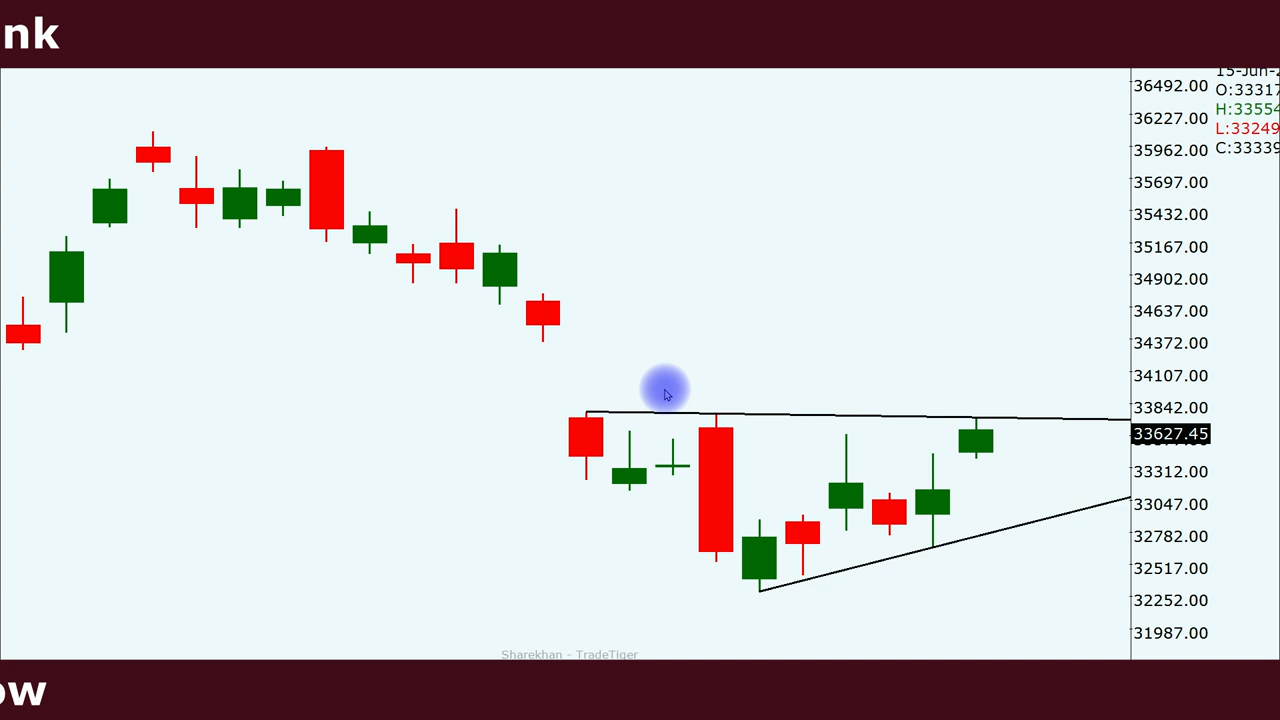 nk
15-Jun-2
36492.00
O:33317
H:33554
36227.00
L:33249
35962.00
C:33339
35697.00
35432.00
35167.00
34902.00
34637.00
34372.00
34107.00
33842.00
33627.45
33312.00
33047.00
32782.00
32517.00
32252.00
31987.00
Sharekhan - TradeTiger
ow